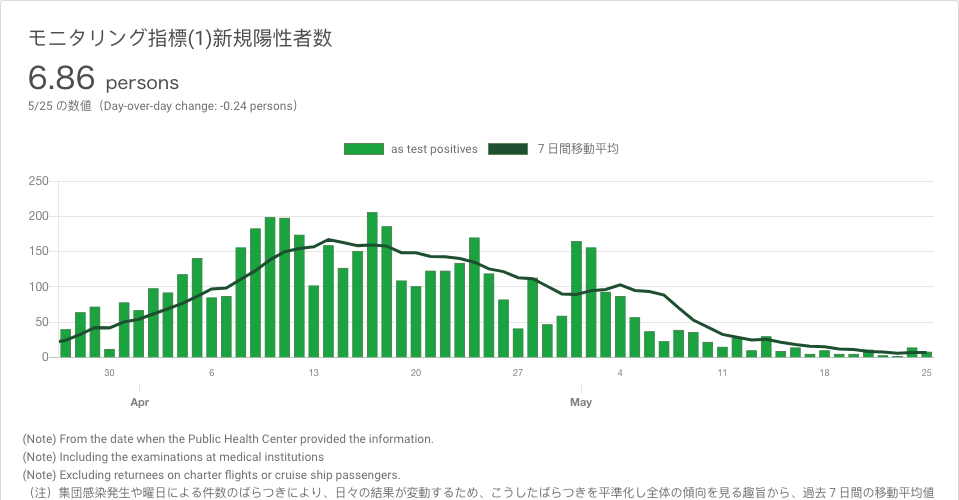 モニタリング指標(1)新規陽性者数
6.86 persons
5/25 の数値（Day-over-day change: -0.24 persons）
as test positives 7 日間移動平均
250
200
150
100
50
0
30 6 13 20 27 4 11 18 25
Apr May
(Note) From the date when the Public Health Center provided the information.
(Note) Including the examinations at medical institutions
(Note) Excluding returnees on charter flights or cruise ship passengers.
（注）集団感染発生や曜日による件数のばらつきにより、日々の結果が変動するため、こうしたばらつきを平準化し全体の傾向を見る趣旨から、過去７日間の移動平均値